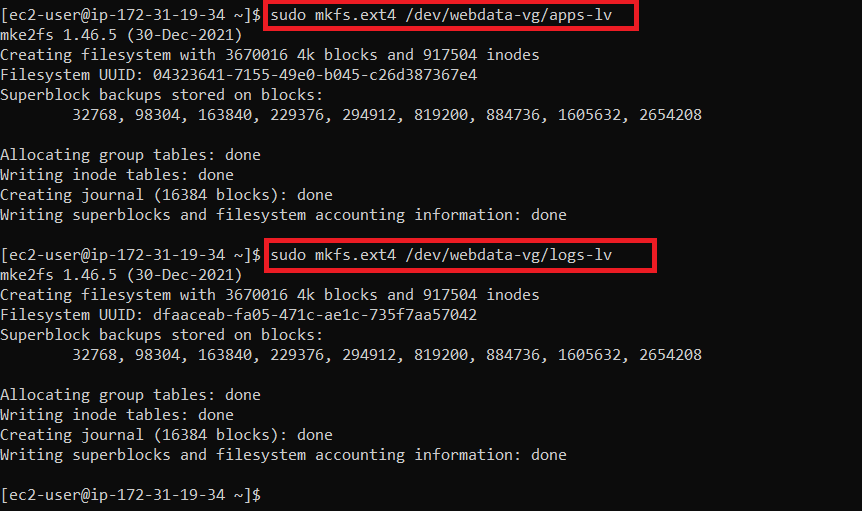 [ec2-user@ip-172-31-19-34 ~]$ sudo mkfs.ext4 /dev/webdata-vg/apps-lv
mke2fs 1.46.5 (30-Dec-2021)
Creating filesystem with 3670016 4k blocks and 917504 inodes
Filesystem UUID: 04323641-7155-49e0-b045-c26d387367e4
Superblock backups stored on blocks:
        32768, 98304, 163840, 229376, 294912, 819200, 884736, 1605632, 2654208

Allocating group tables: done
Writing inode tables: done
Creating journal (16384 blocks): done
Writing superblocks and filesystem accounting information: done

[ec2-user@ip-172-31-19-34 ~]$ sudo mkfs.ext4 /dev/webdata-vg/logs-lv
mke2fs 1.46.5 (30-Dec-2021)
Creating filesystem with 3670016 4k blocks and 917504 inodes
Filesystem UUID: dfaaceab-fa05-471c-ae1c-735f7aa57042
Superblock backups stored on blocks:
        32768, 98304, 163840, 229376, 294912, 819200, 884736, 1605632, 2654208

Allocating group tables: done
Writing inode tables: done
Creating journal (16384 blocks): done
Writing superblocks and filesystem accounting information: done

[ec2-user@ip-172-31-19-34 ~]$